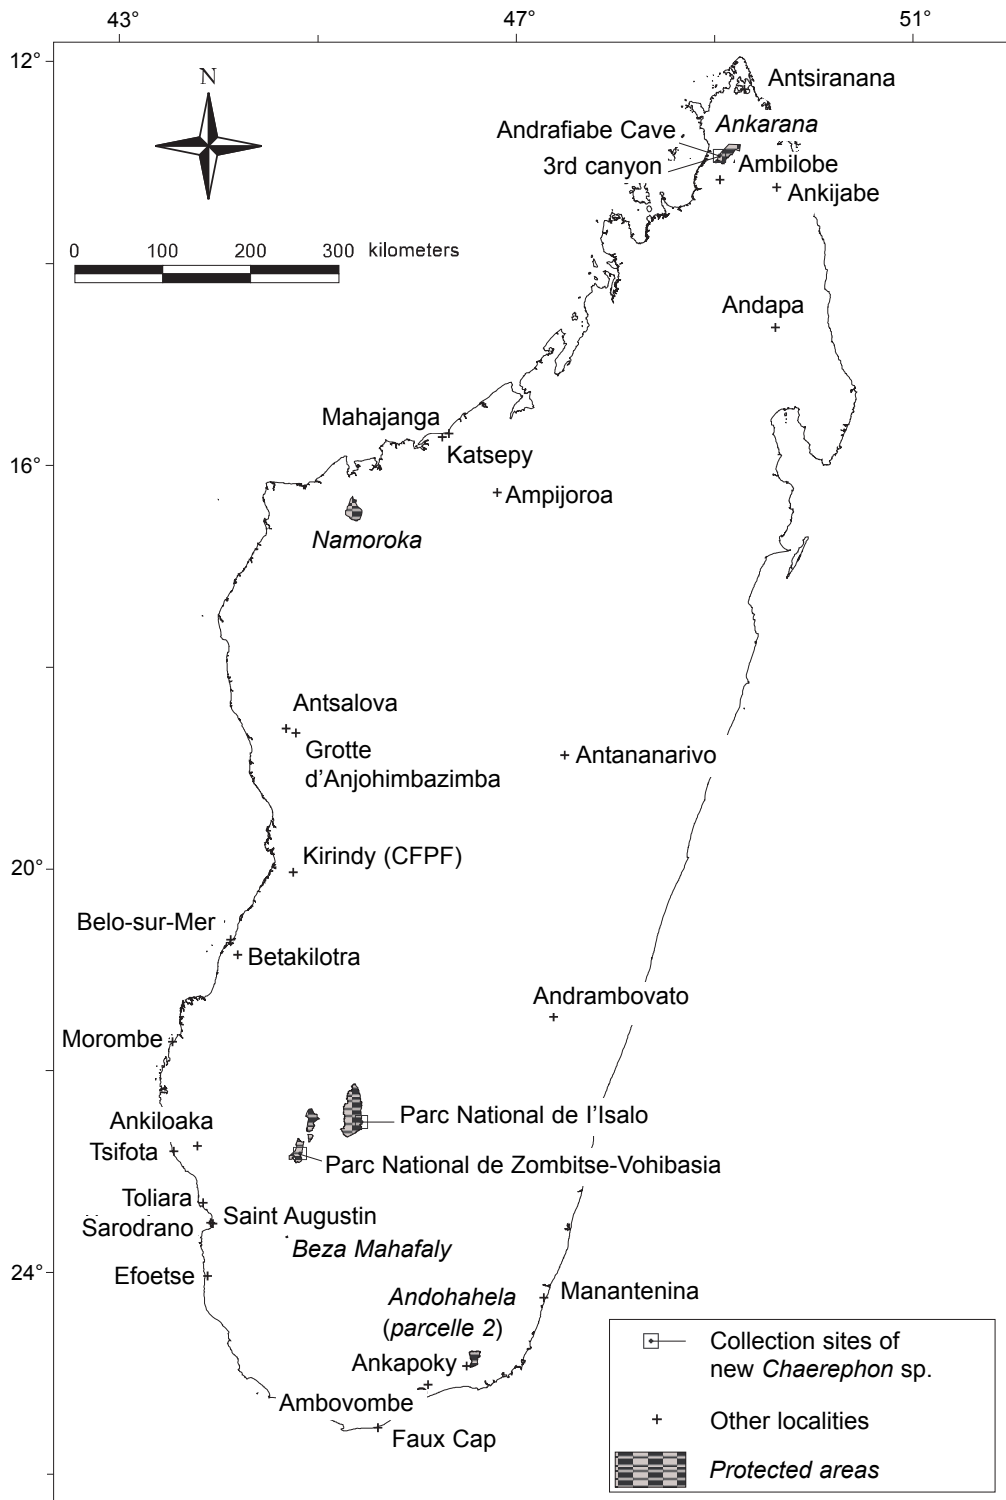 43°
47°
51°
12°
N
Antsiranana
Ankarana
Andrafiabe Cave
3rd canyon
Ambilobe
Ankijabe
0 100 200 300 kilometers
Andapa
Mahajanga
Katsepy
16°
Ampijoroa
Namoroka
Antsalova
Grotte
d’Anjohimbazimba
Antananarivo
Kirindy (CFPF)
20°
Belo-sur-Mer
Betakilotra
Andrambovato
Morombe
Ankiloaka
Parc National de l’Isalo
Tsifota
Parc National de Zombitse-Vohibasia
Toliara
Saint Augustin
Sarodrano
Beza Mahafaly
24°
Efoetse
Andohahela
(parcelle 2)
Manantenina
Ankapoky
Ambovombe
Faux Cap
Collection sites of
new Chaerephon sp.
Other localities
Protected areas